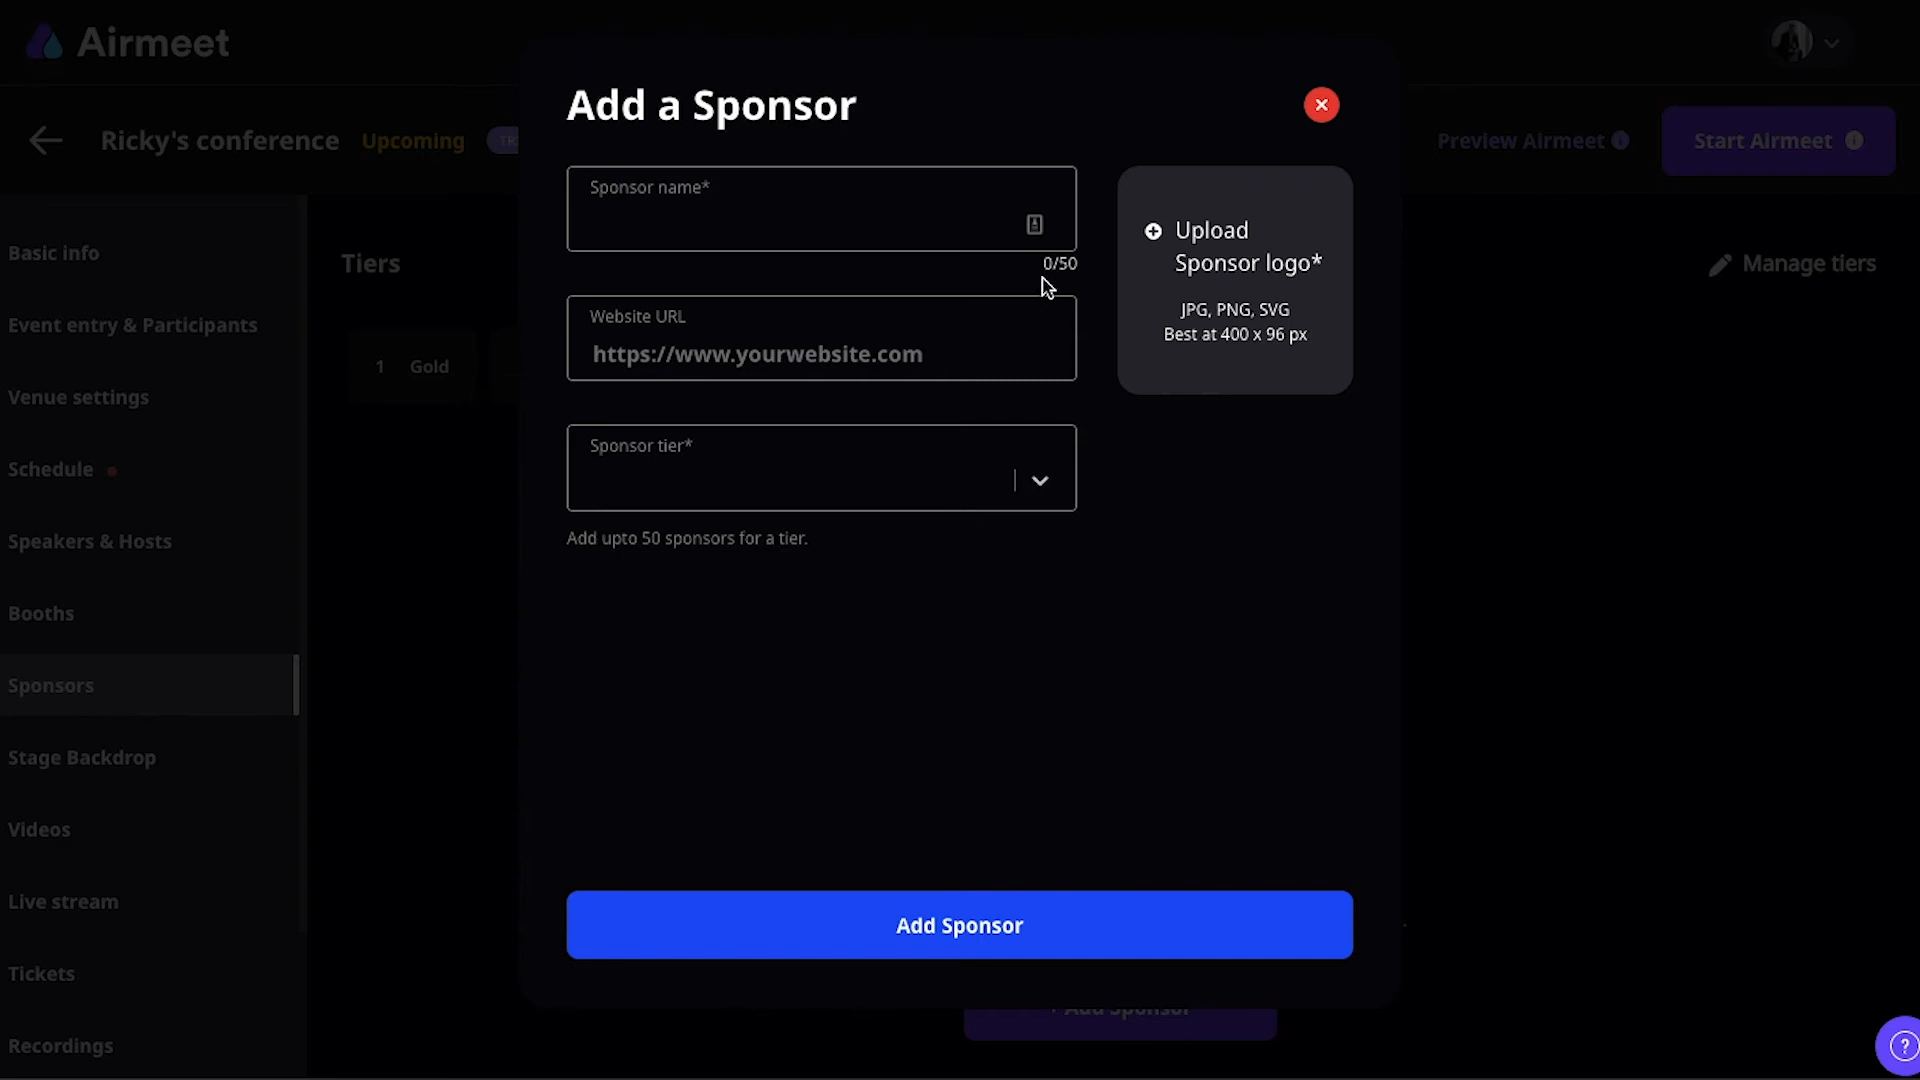 Airmeet
Ricky's conference Upcoming
Preview Airmeet
Start Airmeet
Basic info
Event entry & Participants
Venue settings
Schedule
Speakers & Hosts
Booths
Sponsors
Stage Backdrop
Videos
Live stream
Tickets
Recordings
Tiers
Manage tiers
1 Gold
Add a Sponsor
Sponsor name*
0/50
Website URL
https://www.yourwebsite.com
Sponsor tier*
Add upto 50 sponsors for a tier.
Upload
Sponsor logo*
JPG, PNG, SVG
Best at 400 x 96 px
Add Sponsor
+ Add Sponsor